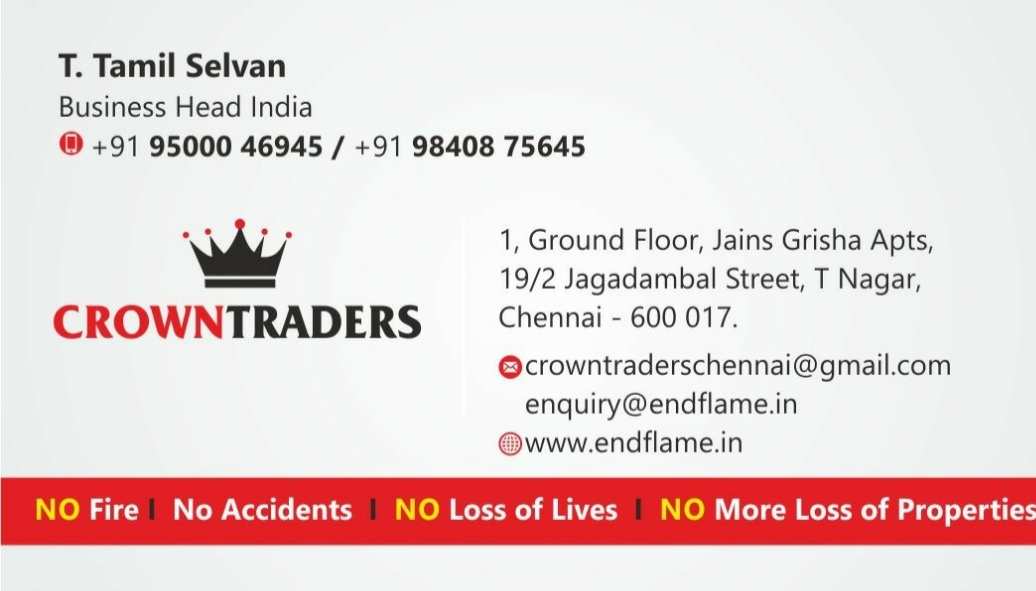 T. Tamil Selvan
Business Head India
+91 95000 46945 / +91 98408 75645
CROWNTRADERS
1, Ground Floor, Jains Grisha Apts,
19/2 Jagadambal Street, T Nagar,
Chennai - 600 017.
crowntraderschennai@gmail.com
enquiry@endflame.in
www.endflame.in
NO Fire I No Accidents I NO Loss of Lives I NO More Loss of Properties